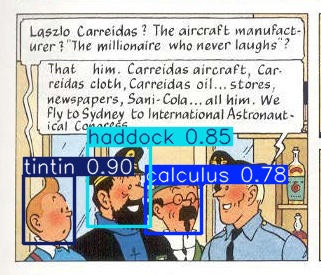 Laszlo Carreidas? The aircraft manufact-
urer? "The millionaire who never laughs"?
That him. Carreidas aircraft, Car-
reidas cloth, Carreidas oil... stores,
newspapers, Sani-Cola... all him. We
fly to Sydney to International Astronaut-
ical Congress
haddock 0.85
tintin 0.90
calculus 0.78